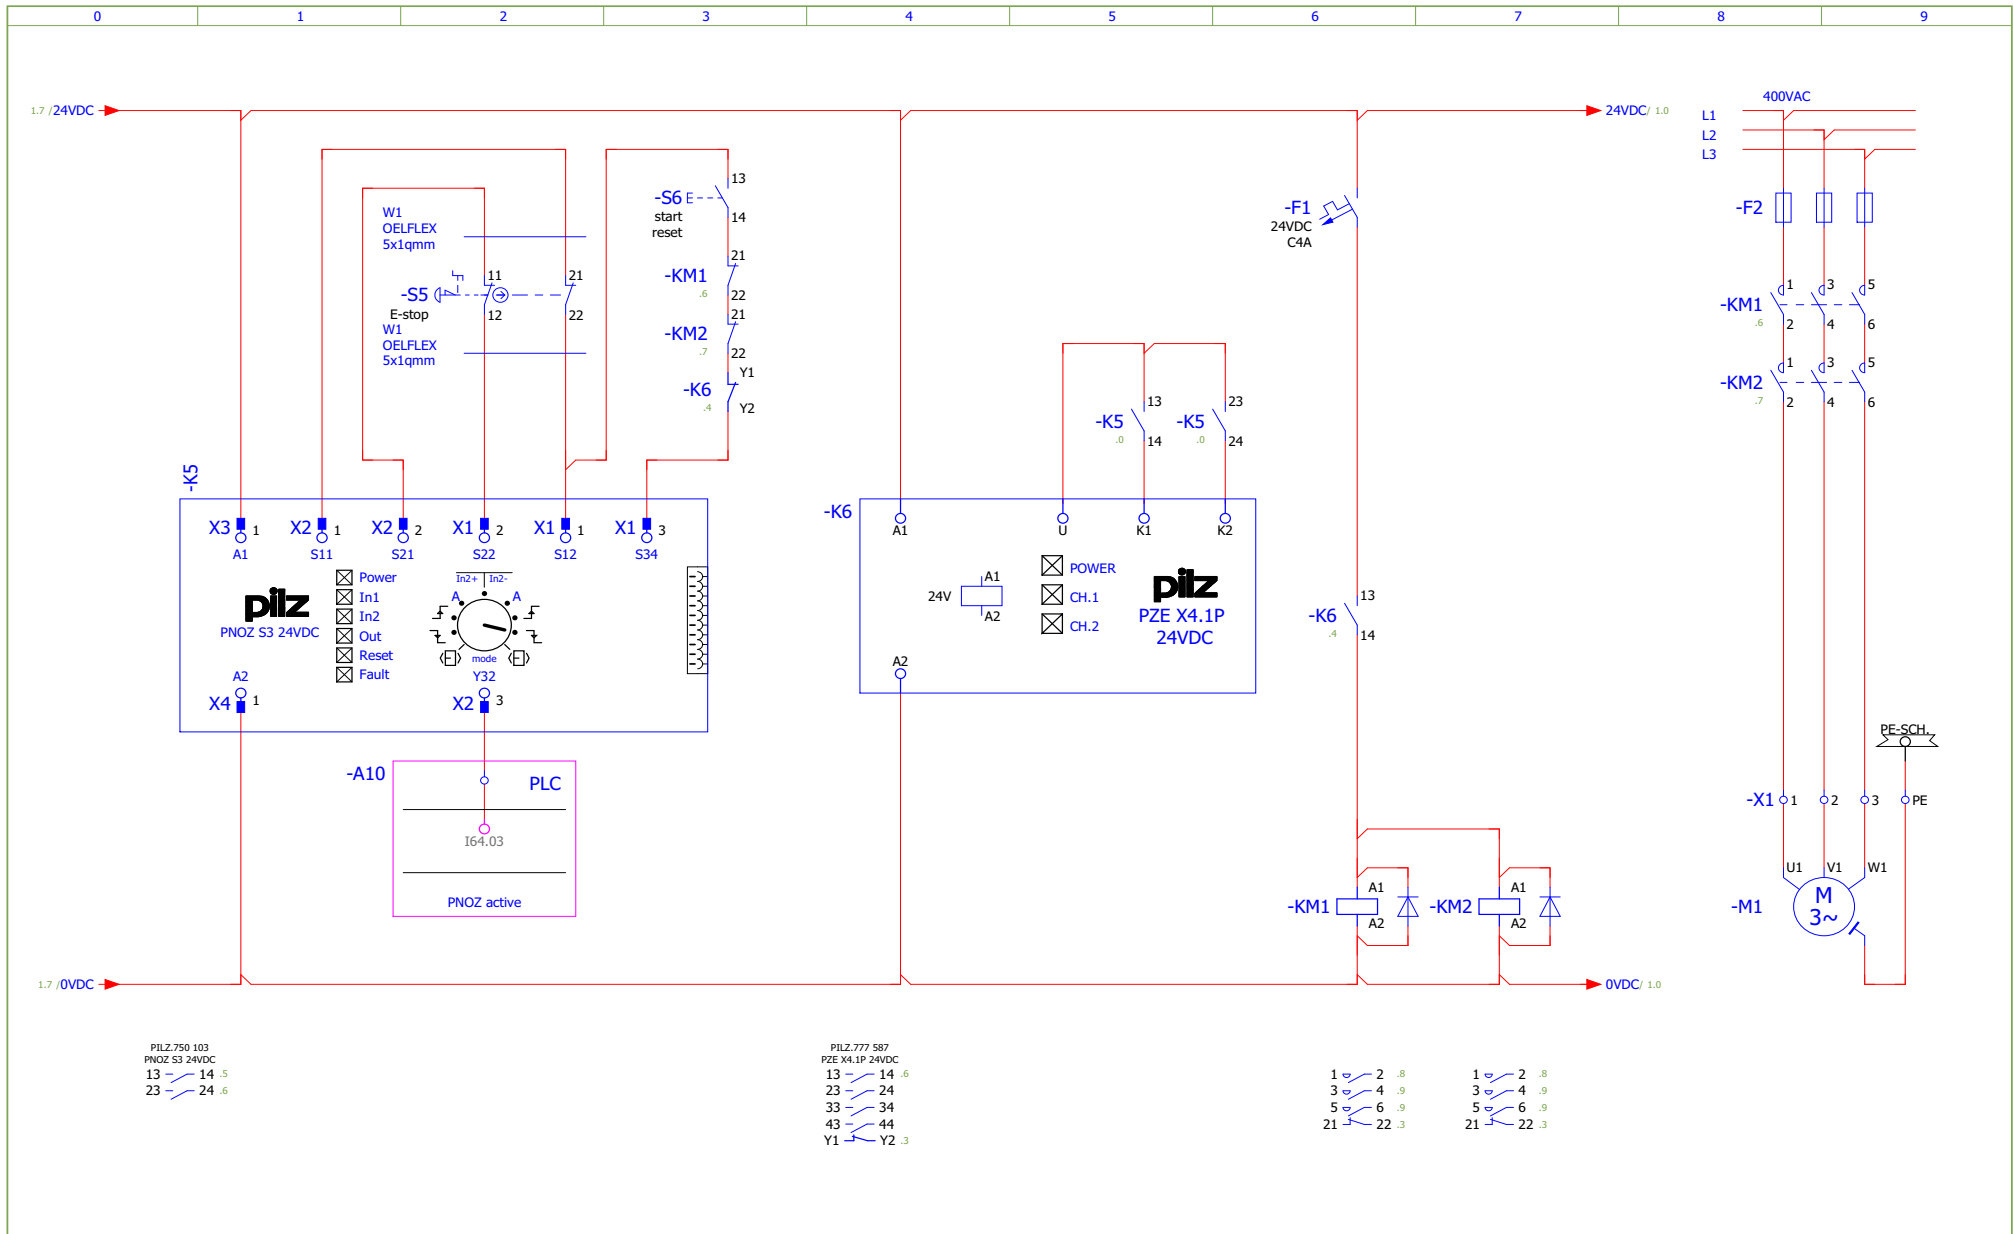 0 1 2 3 4 5 6 7 8 9
1.7 / 24VDC
24VDC / 1.0
400VAC
L1
L2
L3
W1
OELFLEX
5x1qmm
-S5
E-stop
11
12
21
22
W1
OELFLEX
5x1qmm
-S6
start
reset
13
14
-KM1
.6
21
22
-KM2
.7
21
22
-K6
.4
Y1
Y2
-K5
X3 1
A1
X2 1
S11
X2 2
S21
X1 2
S22
X1 1
S12
X1 3
S34
pilz
PNOZ S3 24VDC
Power
In1
In2
Out
Reset
Fault
In2+ In2-
A A
mode
A2
X4 1
Y32
X2 3
-A10
PLC
I64.03
PNOZ active
-K5
.0
13
14
-K5
.0
23
24
-K6
A1
U
K1
K2
24V
A1
A2
POWER
CH.1
CH.2
pilz
PZE X4.1P
24VDC
A2
-F1
24VDC
C4A
-K6
.4
13
14
-KM1
A1
A2
-KM2
A1
A2
-F2
-KM1
.6
1 3 5
2 4 6
-KM2
.7
1 3 5
2 4 6
PE-SCH.
-X1 1 2 3 PE
U1 V1 W1
-M1
M
3~
1.7 / 0VDC
0VDC / 1.0
PILZ.750 103
PNOZ S3 24VDC
13 14 .5
23 24 .6
PILZ.777 587
PZE X4.1P 24VDC
13 14 .6
23 24
33 34
43 44
Y1 Y2 .3
1 2 .8
3 4 .9
5 6 .9
21 22 .3
1 2 .8
3 4 .9
5 6 .9
21 22 .3